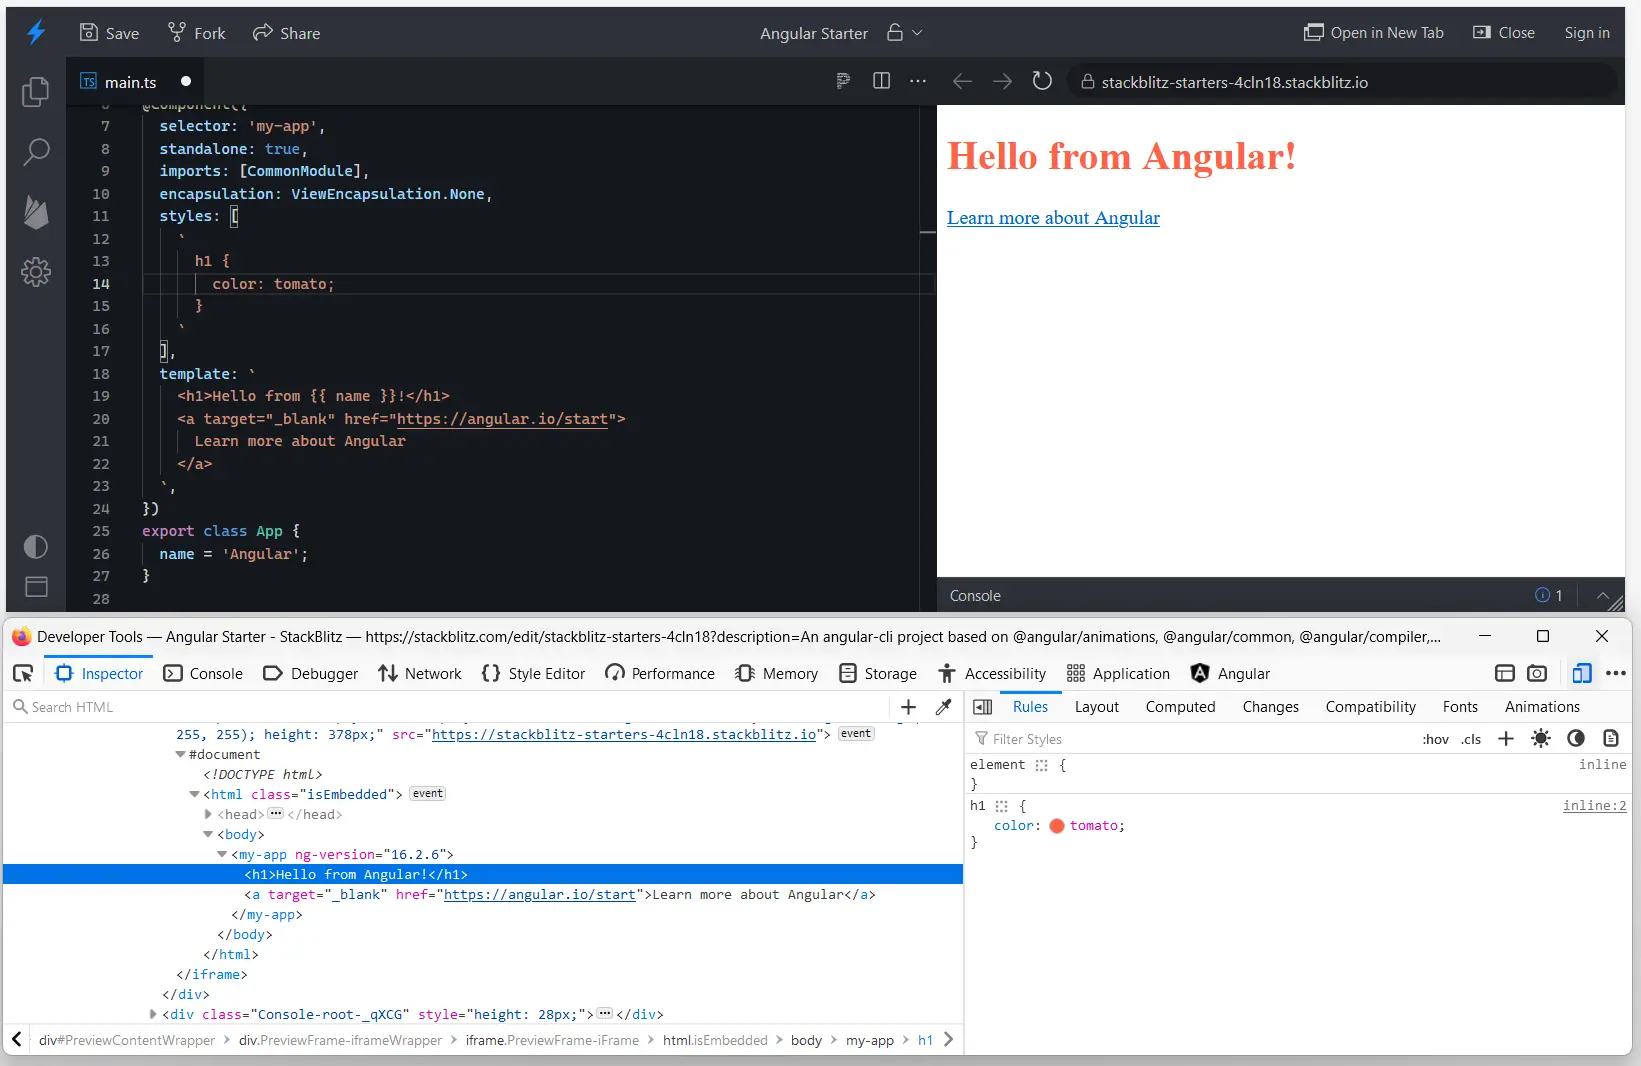 Save Fork Share Angular Starter Open in New Tab Close Sign in
TS main.ts stackblitz-starters-4cln18.stackblitz.io
6 @Component({
7 selector: 'my-app',
8 standalone: true,
9 imports: [CommonModule],
10 encapsulation: ViewEncapsulation.None,
11 styles: [
12 `
13 h1 {
14 color: tomato;
15 }
16 `
17 ],
18 template: `
19 <h1>Hello from {{ name }}!</h1>
20 <a target="_blank" href="https://angular.io/start">
21 Learn more about Angular
22 </a>
23 `,
24 })
25 export class App {
26 name = 'Angular';
27 }
28
Hello from Angular!
Learn more about Angular
Console 1
Developer Tools — Angular Starter - StackBlitz — https://stackblitz.com/edit/stackblitz-starters-4cln18?description=An angular-cli project based on @angular/animations, @angular/common, @angular/compiler,...
Inspector Console Debugger Network Style Editor Performance Memory Storage Accessibility Application Angular
Search HTML
255, 255); height: 378px;" src="https://stackblitz-starters-4cln18.stackblitz.io"> event
#document
<!DOCTYPE html>
<html class="isEmbedded"> event
<head>···</head>
<body>
<my-app ng-version="16.2.6">
<h1>Hello from Angular!</h1>
<a target="_blank" href="https://angular.io/start">Learn more about Angular</a>
</my-app>
</body>
</html>
</iframe>
</div>
<div class="Console-root-_qXCG" style="height: 28px;">···</div>
div#PreviewContentWrapper div.PreviewFrame-iframeWrapper iframe.PreviewFrame-iFrame html.isEmbedded body my-app h1
Rules Layout Computed Changes Compatibility Fonts Animations
Filter Styles :hov .cls
element { inline
}
h1 { inline:2
color: tomato;
}